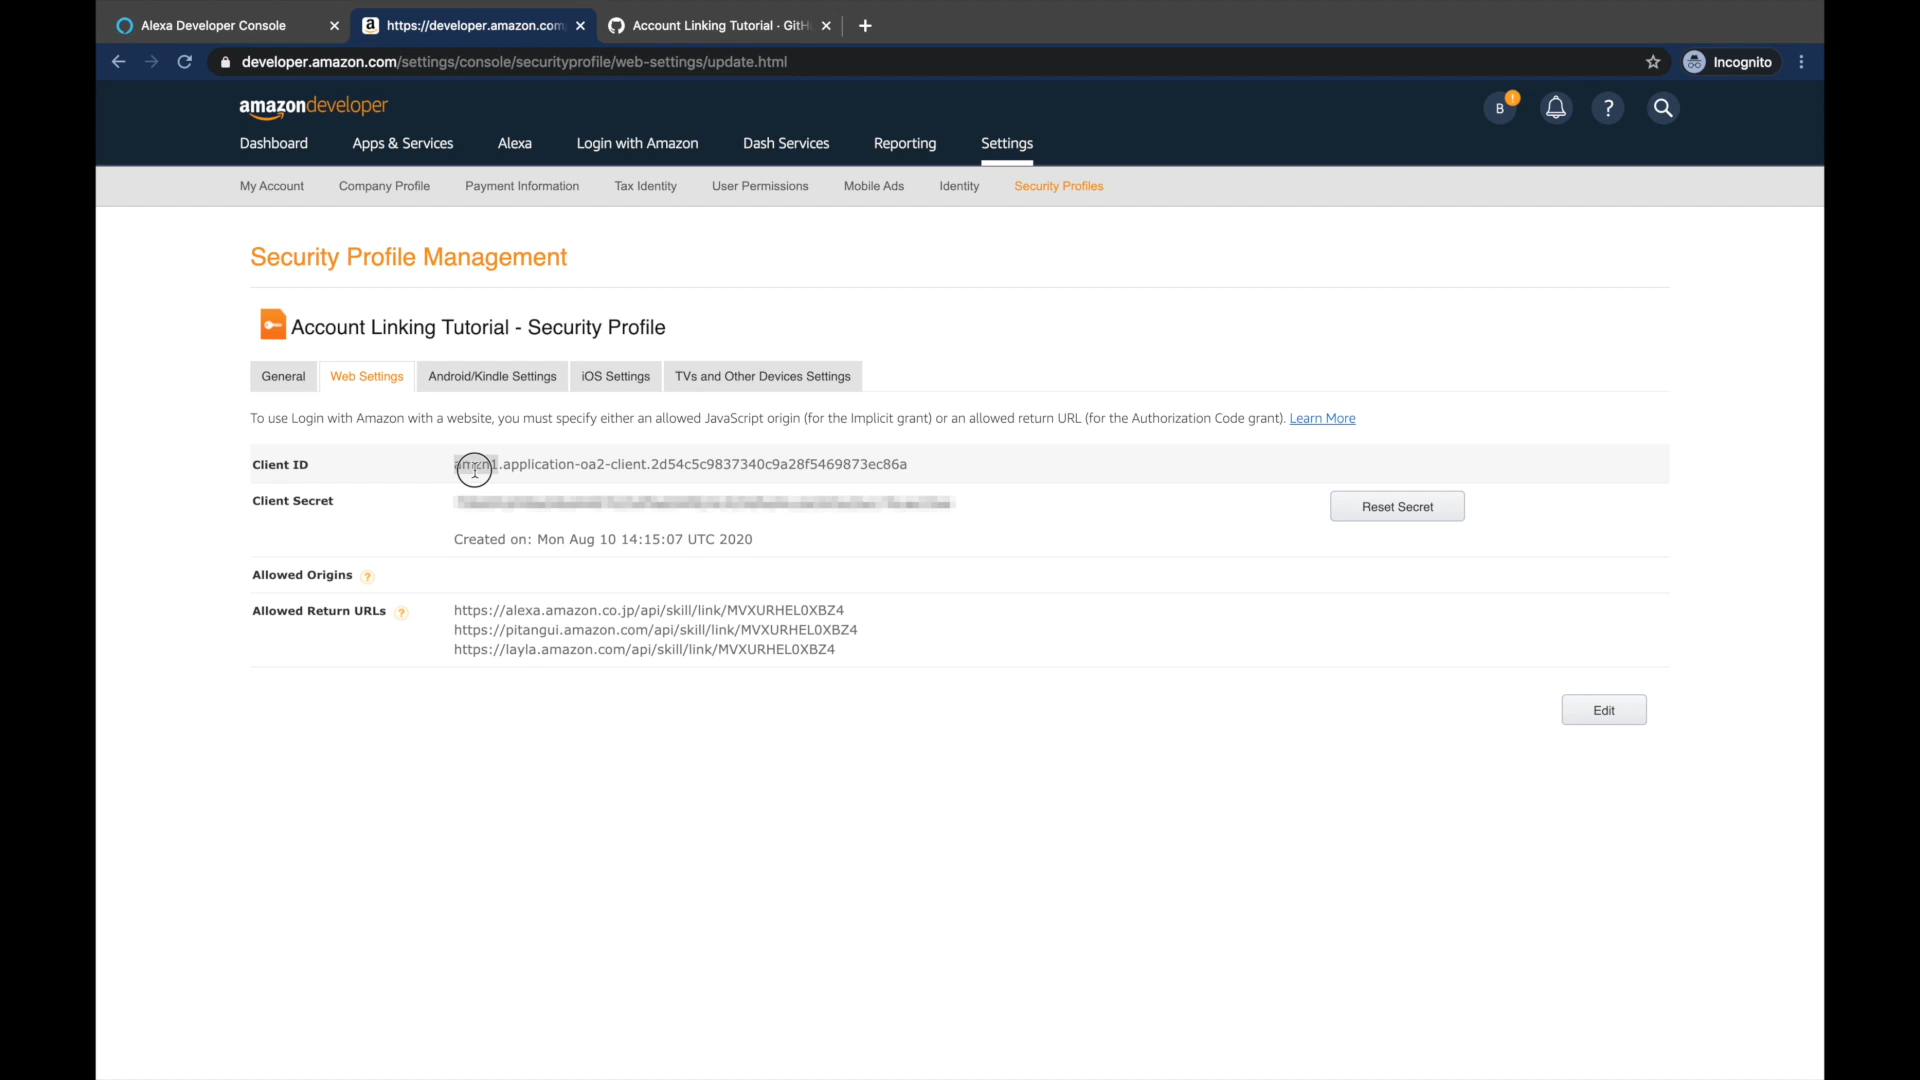 Alexa Developer Console
https://developer.amazon.com
Account Linking Tutorial · GitH
developer.amazon.com/settings/console/securityprofile/web-settings/update.html
Incognito
amazondeveloper
B
!
?
Dashboard
Apps & Services
Alexa
Login with Amazon
Dash Services
Reporting
Settings
My Account
Company Profile
Payment Information
Tax Identity
User Permissions
Mobile Ads
Identity
Security Profiles
Security Profile Management
Account Linking Tutorial - Security Profile
General
Web Settings
Android/Kindle Settings
iOS Settings
TVs and Other Devices Settings
To use Login with Amazon with a website, you must specify either an allowed JavaScript origin (for the Implicit grant) or an allowed return URL (for the Authorization Code grant). Learn More
Client ID
amzn1.application-oa2-client.2d54c5c9837340c9a28f5469873ec86a
Client Secret
Reset Secret
Created on: Mon Aug 10 14:15:07 UTC 2020
Allowed Origins ?
Allowed Return URLs ?
https://alexa.amazon.co.jp/api/skill/link/MVXURHEL0XBZ4
https://pitangui.amazon.com/api/skill/link/MVXURHEL0XBZ4
https://layla.amazon.com/api/skill/link/MVXURHEL0XBZ4
Edit